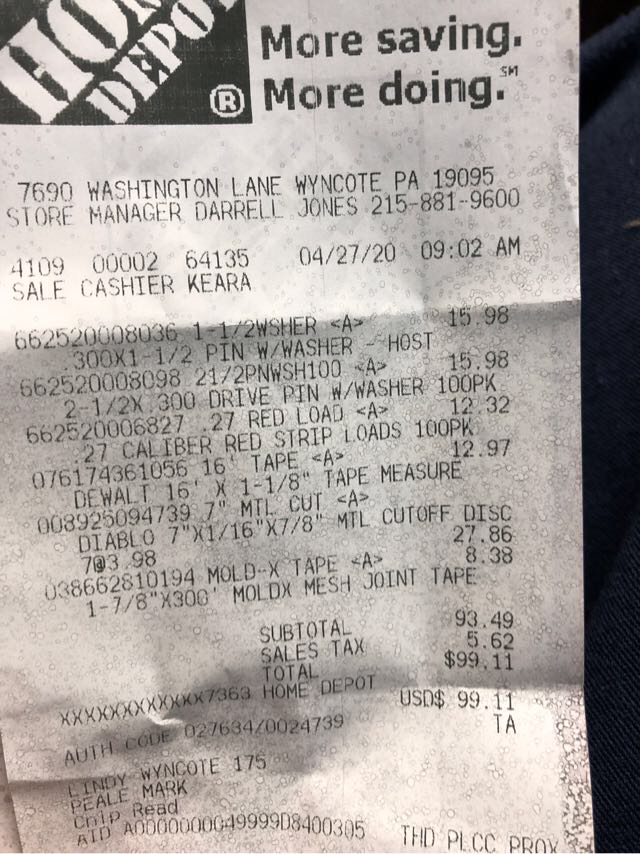 HOM
DEPOT
®
More saving.
More doing.℠
7690 WASHINGTON LANE WYNCOTE PA 19095
STORE MANAGER DARRELL JONES 215-881-9600
4109 00002 64135 04/27/20 09:02 AM
SALE CASHIER KEARA
662520008036 1-1/2WSHER <A> 15.98
.300X1-1/2 PIN W/WASHER - HOST
662520008098 21/2PNWSH100 <A> 15.98
2-1/2X.300 DRIVE PIN W/WASHER 100PK
662520006827 .27 RED LOAD <A> 12.32
.27 CALIBER RED STRIP LOADS 100PK
076174361056 16' TAPE <A> 12.97
DEWALT 16' X 1-1/8" TAPE MEASURE
008925094739 7" MTL CUT <A>
DIABLO 7"X1/16"X7/8" MTL CUTOFF DISC
7@3.98 27.86
038662810194 MOLD-X TAPE <A> 8.38
1-7/8"X300' MOLDX MESH JOINT TAPE
SUBTOTAL 93.49
SALES TAX 5.62
TOTAL $99.11
XXXXXXXXXXXX7363 HOME DEPOT
USD$ 99.11
AUTH CODE 027634/0024739 TA
LINDY WYNCOTE 175
PEALE MARK
Chip Read
AID A0000000049999D8400305 THD PLCC PROX